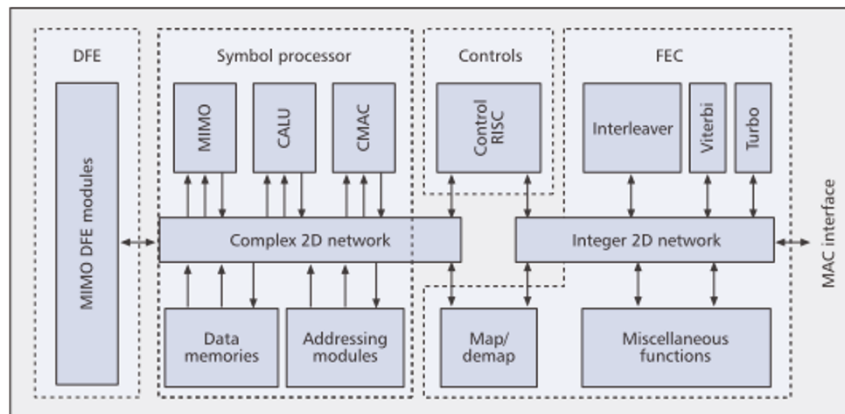 DFE
Symbol processor
Controls
FEC
MIMO DFE modules
MIMO
CALU
CMAC
Control
RISC
Interleaver
Viterbi
Turbo
Complex 2D network
Integer 2D network
MAC interface
Data
memories
Addressing
modules
Map/
demap
Miscellaneous
functions